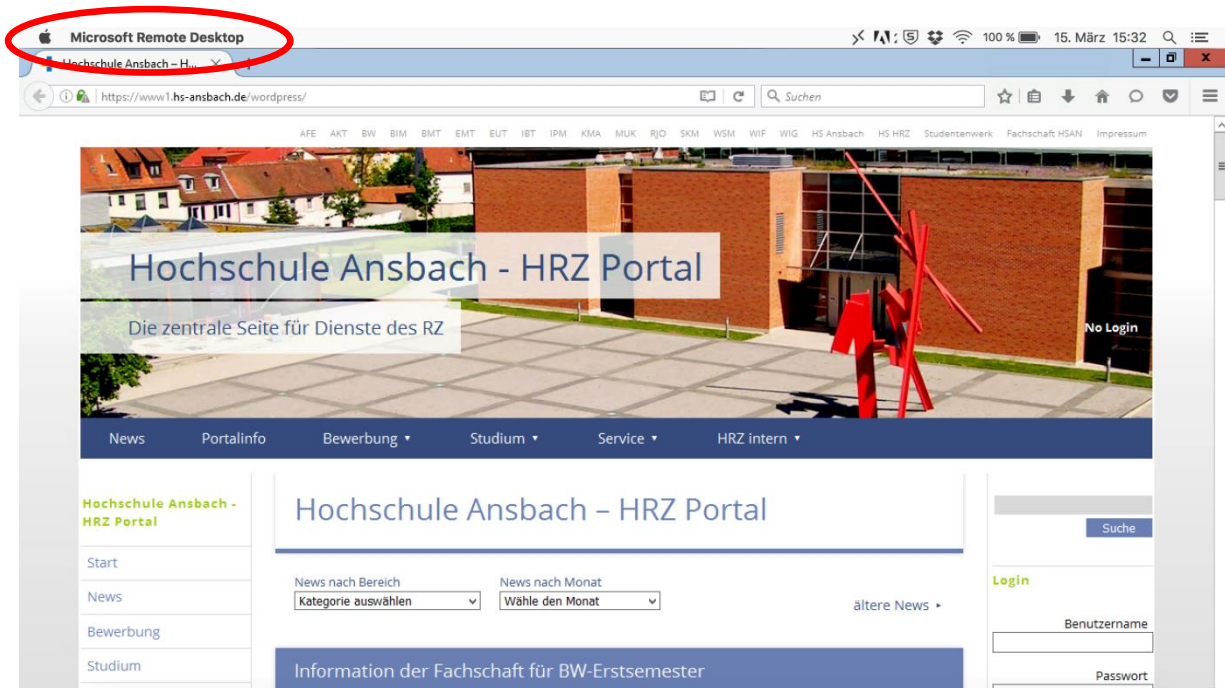 Microsoft Remote Desktop
100 % 15. März 15:32
Hochschule Ansbach – H...
https://www1.hs-ansbach.de/wordpress/
Suchen
AFE AKT BW BIM BMT EMT EUT IBT IPM KMA MUK RJO SKM WSM WIF WIG HS Ansbach HS HRZ Studentenwerk Fachschaft HSAN Impressum
Hochschule Ansbach - HRZ Portal
Die zentrale Seite für Dienste des RZ
No Login
News Portalinfo Bewerbung Studium Service HRZ intern
Hochschule Ansbach -
HRZ Portal
Start
News
Bewerbung
Studium
Hochschule Ansbach – HRZ Portal
News nach Bereich News nach Monat
Kategorie auswählen Wähle den Monat
ältere News
Information der Fachschaft für BW-Erstsemester
Suche
Login
Benutzername
Passwort